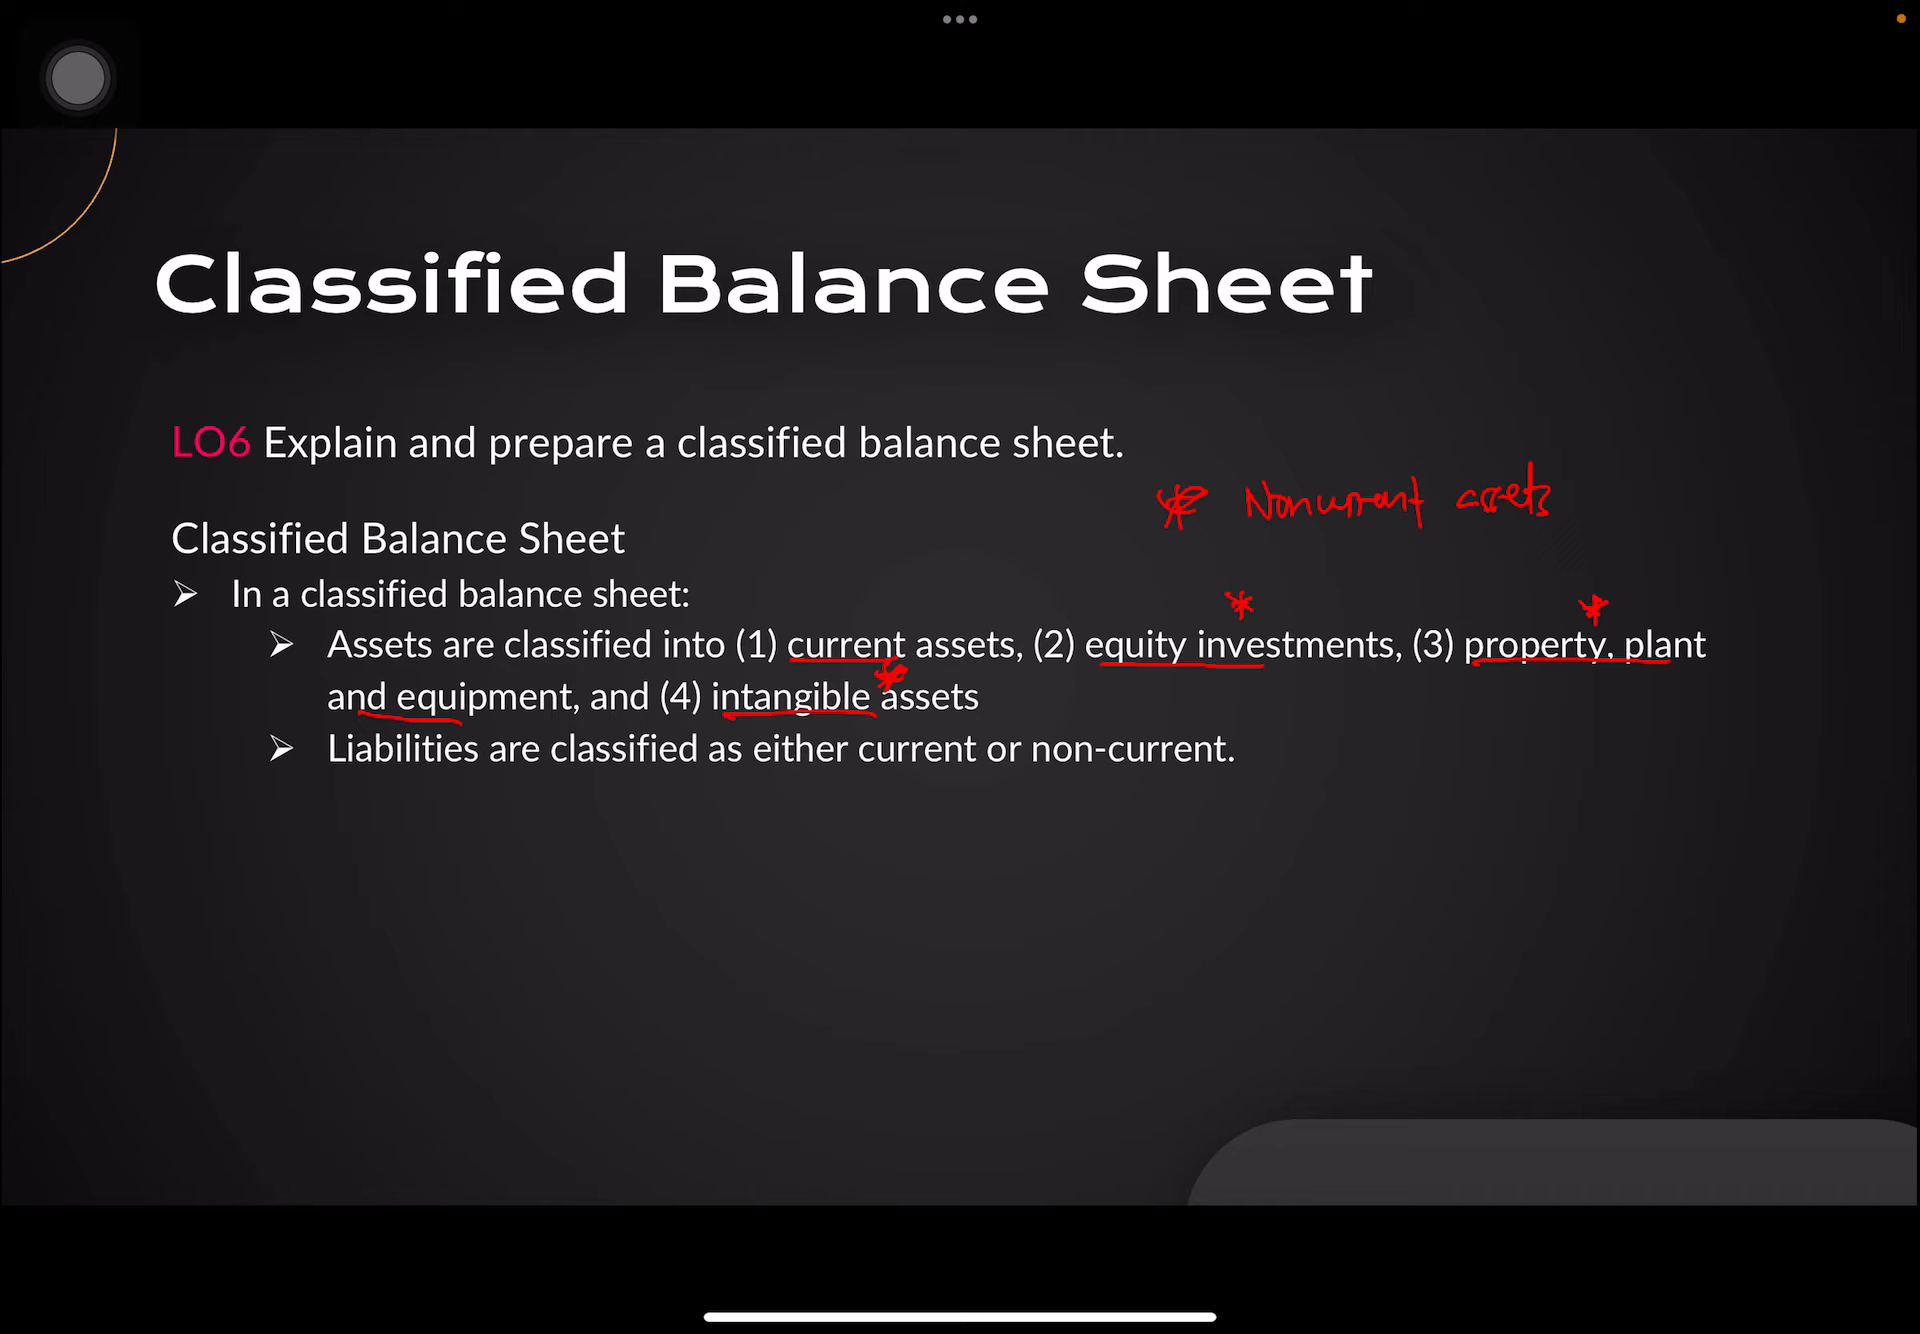 Classified Balance Sheet
LO6 Explain and prepare a classified balance sheet.
* Noncurrent assets
Classified Balance Sheet
➢ In a classified balance sheet:
➢ Assets are classified into (1) current assets, (2) equity investments, (3) property, plant
and equipment, and (4) intangible assets
➢ Liabilities are classified as either current or non-current.